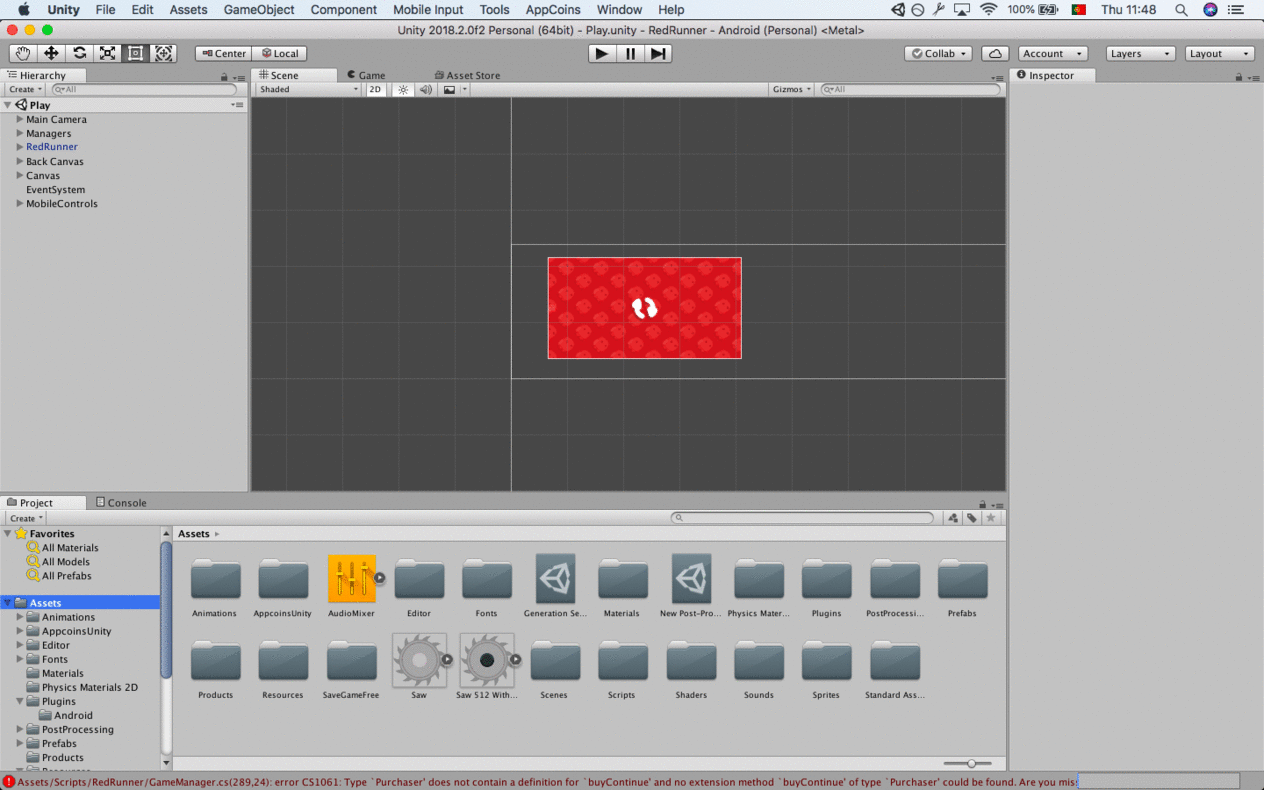 Unity File Edit Assets GameObject Component Mobile Input Tools AppCoins Window Help 100% Thu 11:48
Unity 2018.2.0f2 Personal (64bit) - Play.unity - RedRunner - Android (Personal) <Metal>
Center Local Collab Account Layers Layout
Hierarchy Scene Game Asset Store Inspector
Create All Shaded 2D Gizmos All
Play
Main Camera
Managers
RedRunner
Back Canvas
Canvas
EventSystem
MobileControls
Project Console
Create
Favorites
All Materials
All Models
All Prefabs
Assets
Animations
AppcoinsUnity
Editor
Fonts
Materials
Physics Materials 2D
Plugins
Android
PostProcessing
Prefabs
Products
Assets
Animations AppcoinsUnity AudioMixer Editor Fonts Generation Se... Materials New Post-Pro... Physics Mater... Plugins PostProcessi... Prefabs
Products Resources SaveGameFree Saw Saw 512 With... Scenes Scripts Shaders Sounds Sprites Standard Ass...
Assets/Scripts/RedRunner/GameManager.cs(289,24): error CS1061: Type `Purchaser' does not contain a definition for `buyContinue' and no extension method `buyContinue' of type `Purchaser' could be found. Are you miss